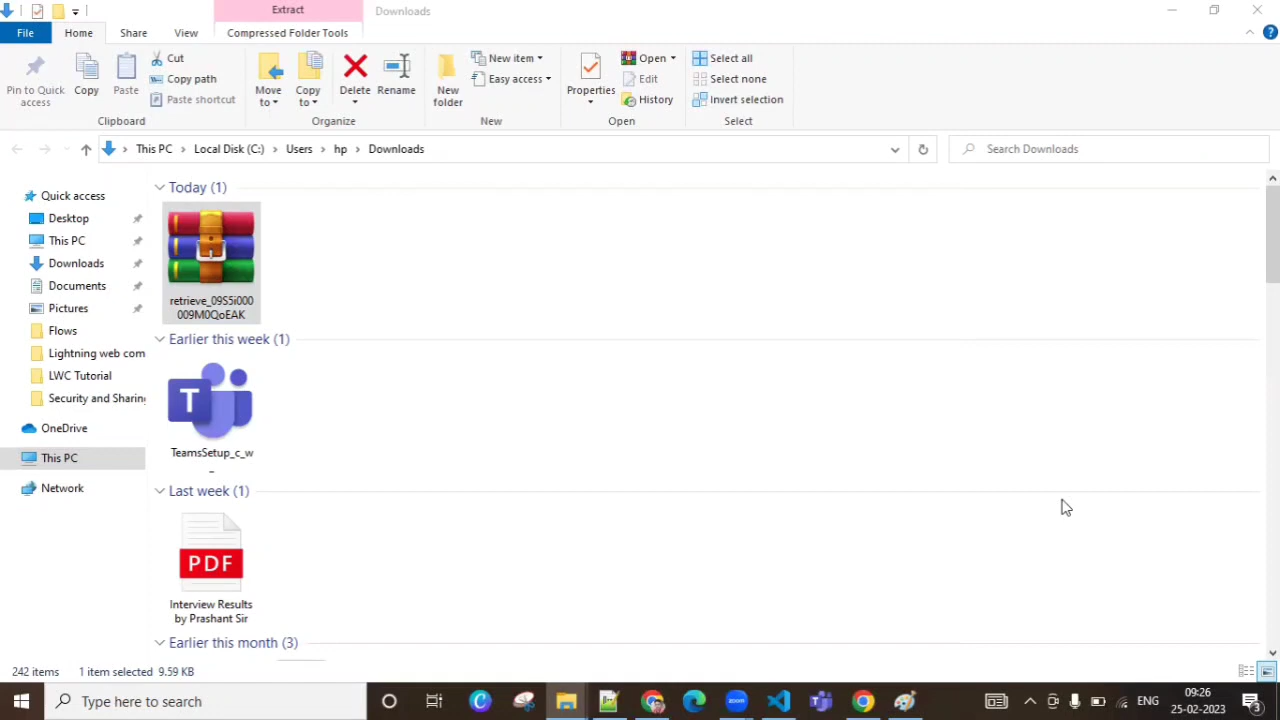 Extract
Downloads
File
Home
Share
View
Compressed Folder Tools
Pin to Quick
access
Copy
Paste
Cut
Copy path
Paste shortcut
Clipboard
Move
to
Copy
to
Delete
Rename
Organize
New
folder
New item
Easy access
New
Properties
Open
Edit
History
Open
Select all
Select none
Invert selection
Select
This PC
Local Disk (C:)
Users
hp
Downloads
Search Downloads
Quick access
Desktop
This PC
Downloads
Documents
Pictures
Flows
Lightning web com
LWC Tutorial
Security and Sharing
OneDrive
This PC
Network
Today (1)
retrieve_09S5i000
009M0QoEAK
Earlier this week (1)
T
TeamsSetup_c_w_
_
Last week (1)
PDF
Interview Results
by Prashant Sir
Earlier this month (3)
242 items
1 item selected 9.59 KB
Type here to search
zoom
ENG
09:26
25-02-2023
3